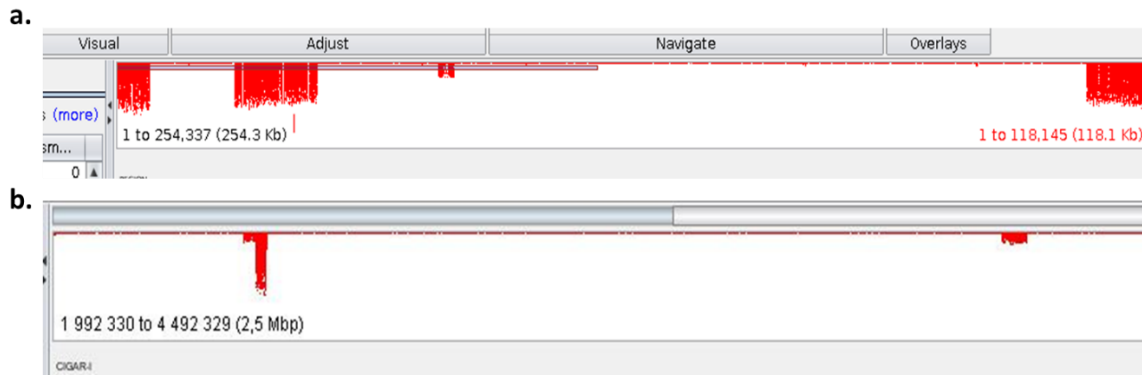 a.
Visual Adjust Navigate Overlays
s (more)
1 to 254,337 (254.3 Kb) 1 to 118,145 (118.1 Kb)
sm...
0
b.
1 992 330 to 4 492 329 (2,5 Mbp)
CIGAR-I